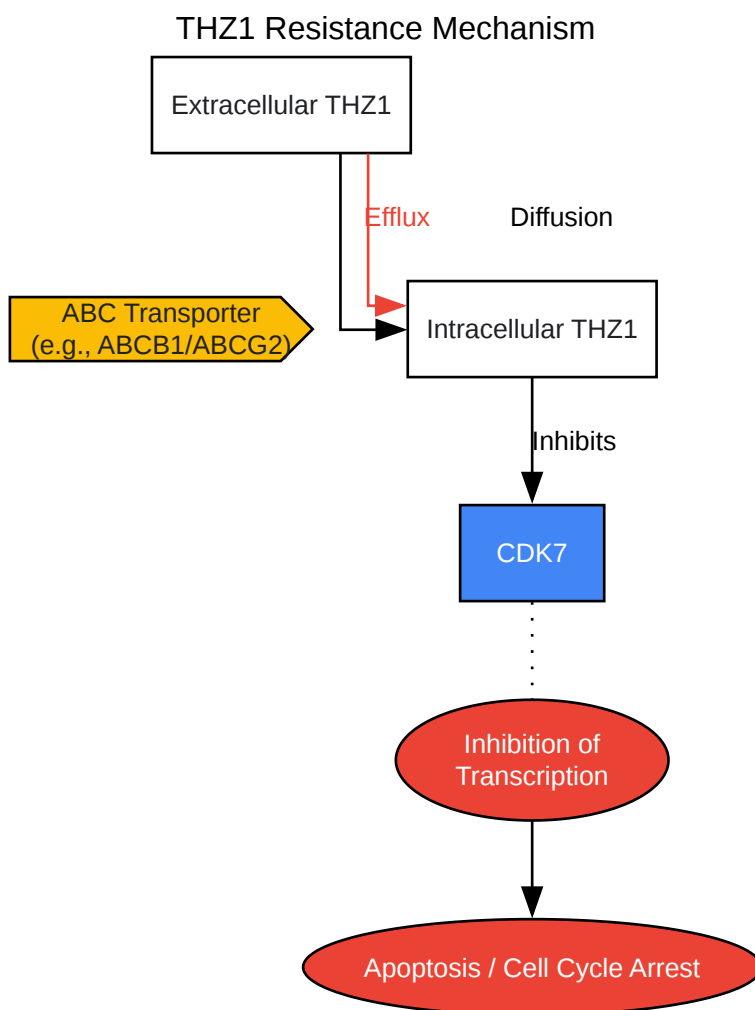 THZ1 Resistance Mechanism
Extracellular THZ1
Efflux
Diffusion
ABC Transporter
(e.g., ABCB1/ABCG2)
Intracellular THZ1
Inhibits
CDK7
Inhibition of
Transcription
Apoptosis / Cell Cycle Arrest